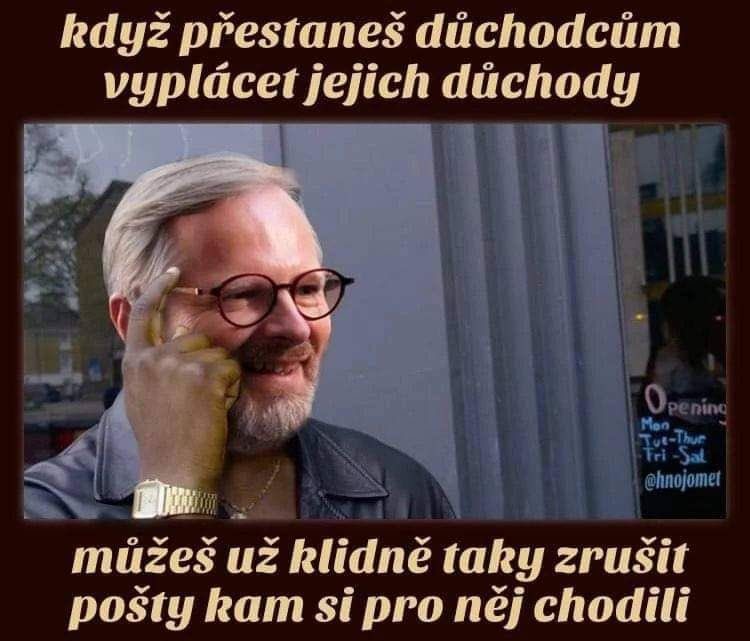 když přestaneš důchodcům
vyplácet jejich důchody
Opening
Mon
Tue-Thur
Fri -Sat
@hnojomet
můžeš už klidně taky zrušit
pošty kam si pro něj chodili